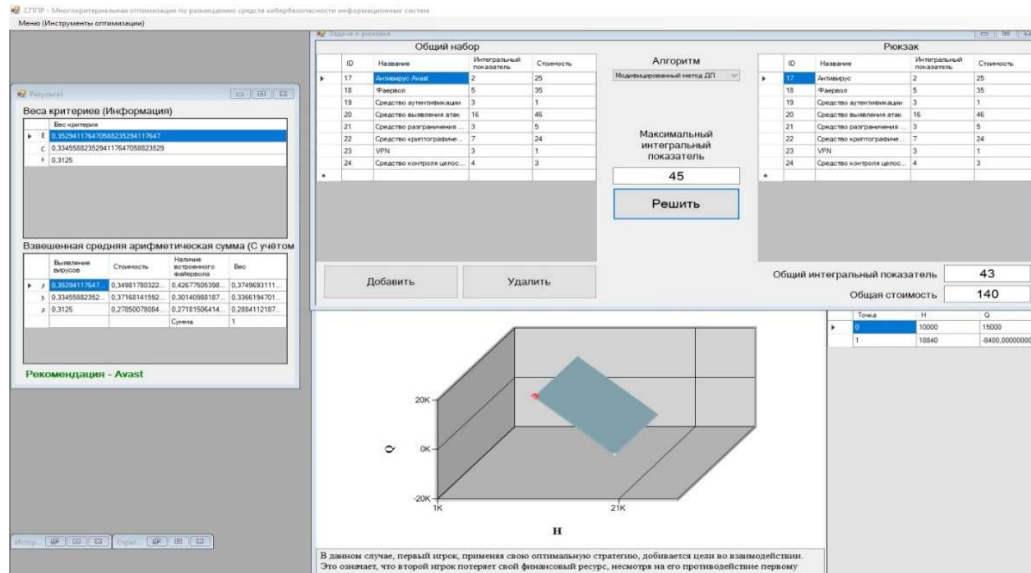 СППР - Многокритериальная оптимизация по размещению средств кибербезопасности информационных систем
Меню (Инструменты оптимизации)
Задача о рюкзаке
Общий набор
ID Название Интегральный показатель Стоимость
17 Антивирус Avast 2 25
18 Фаервол 5 35
19 Средство аутентификации 3 1
20 Средство выявления атак 16 46
21 Средство разграничения ... 3 5
22 Средство криптографиче... 7 24
23 VPN 3 1
24 Средство контроля целос... 4 3
Добавить
Удалить
Алгоритм
Модифицированный метод ДП
Максимальный
интегральный
показатель
45
Решить
Рюкзак
ID Название Интегральный показатель Стоимость
17 Антивирус 2 25
18 Фаервол 5 35
19 Средство аутентификации 3 1
20 Средство выявления атак 16 46
21 Средство разграничения ... 3 5
22 Средство криптографиче... 7 24
23 VPN 3 1
24 Средство контроля целос... 4 3
Общий интегральный показатель 43
Общая стоимость 140
Результат
Веса критериев (Информация)
Вес критерия
0,3345588235294117647058823529
0,3125
Взвешенная средняя арифметическая сумма (С учётом
Выявление вирусов Стоимость Наличие встроенного файервола Вес
0,35294117647... 0,34981780322... 0,42677505398... 0,3749693111...
0,33455882352... 0,37168141592... 0,30140988187... 0,3366194701...
0,3125 0,27850078084... 0,27181506414... 0,2884112187...
Сумма 1
Рекомендация - Avast
Точка H Q
0 10000 15000
1 18840
20K
0K
-20K
Q
1K
21K
H
Истор...
Страт...
В данном случае, первый игрок, применяя свою оптимальную стратегию, добивается цели во взаимодействии.
Это означает, что второй игрок потеряет свой финансовый ресурс, несмотря на его противодействие первому